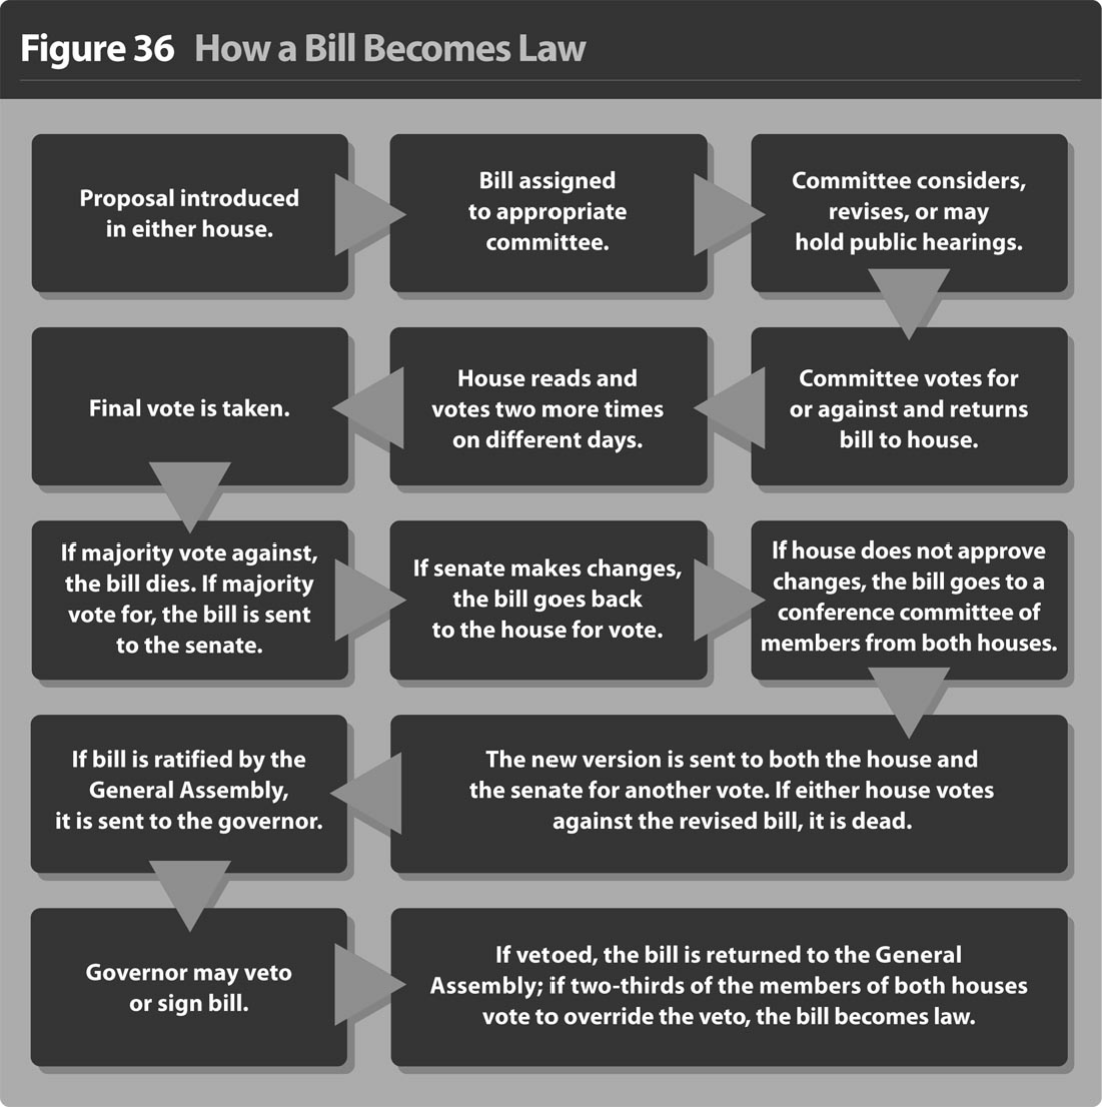 Figure 36 How a Bill Becomes Law
Proposal introduced
in either house.
Bill assigned
to appropriate
committee.
Committee considers,
revises, or may
hold public hearings.
Committee votes for
or against and returns
bill to house.
House reads and
votes two more times
on different days.
Final vote is taken.
If majority vote against,
the bill dies. If majority
vote for, the bill is sent
to the senate.
If senate makes changes,
the bill goes back
to the house for vote.
If house does not approve
changes, the bill goes to a
conference committee of
members from both houses.
The new version is sent to both the house and
the senate for another vote. If either house votes
against the revised bill, it is dead.
If bill is ratified by the
General Assembly,
it is sent to the governor.
Governor may veto
or sign bill.
If vetoed, the bill is returned to the General
Assembly; if two-thirds of the members of both houses
vote to override the veto, the bill becomes law.